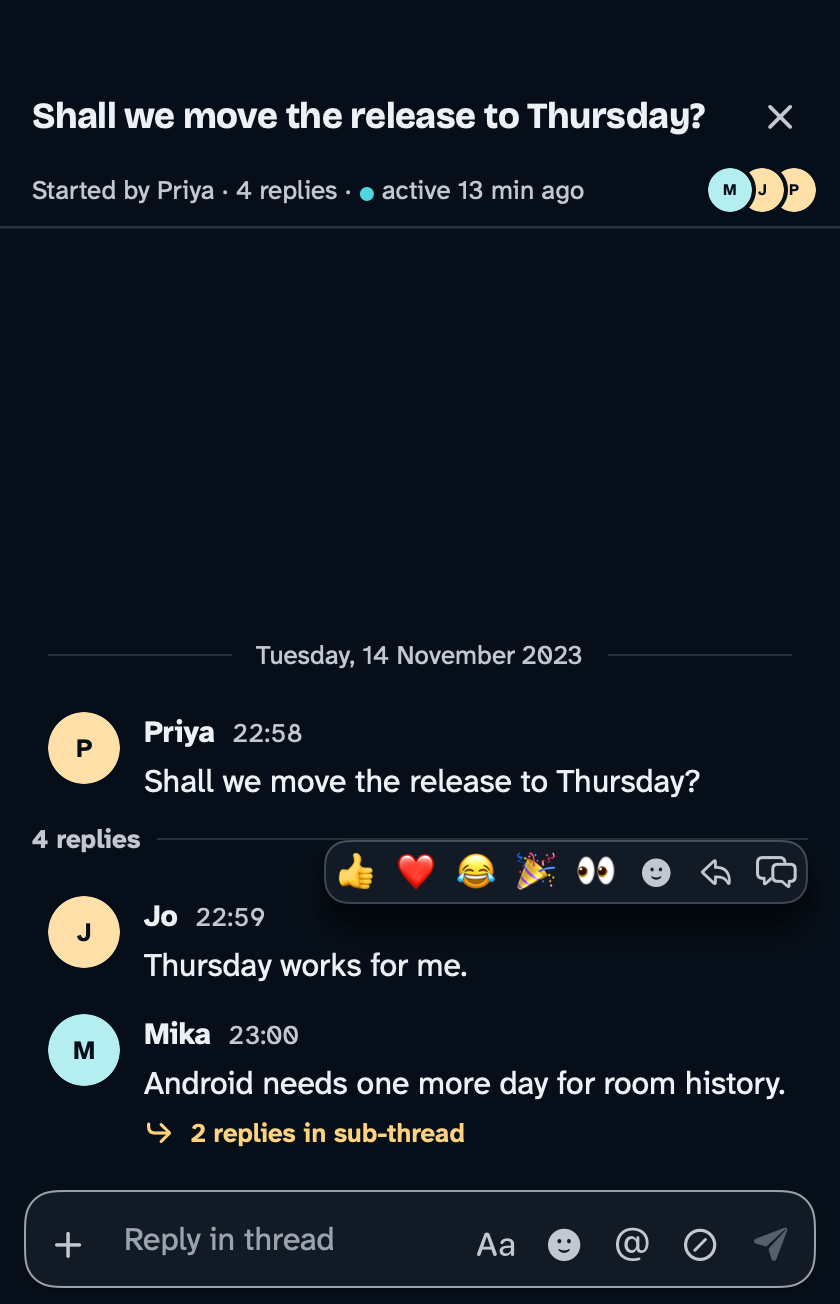 Shall we move the release to Thursday?
Started by Priya · 4 replies · active 13 min ago
M J P
Tuesday, 14 November 2023
P
Priya 22:58
Shall we move the release to Thursday?
4 replies
J
Jo 22:59
Thursday works for me.
M
Mika 23:00
Android needs one more day for room history.
2 replies in sub-thread
Reply in thread Aa @